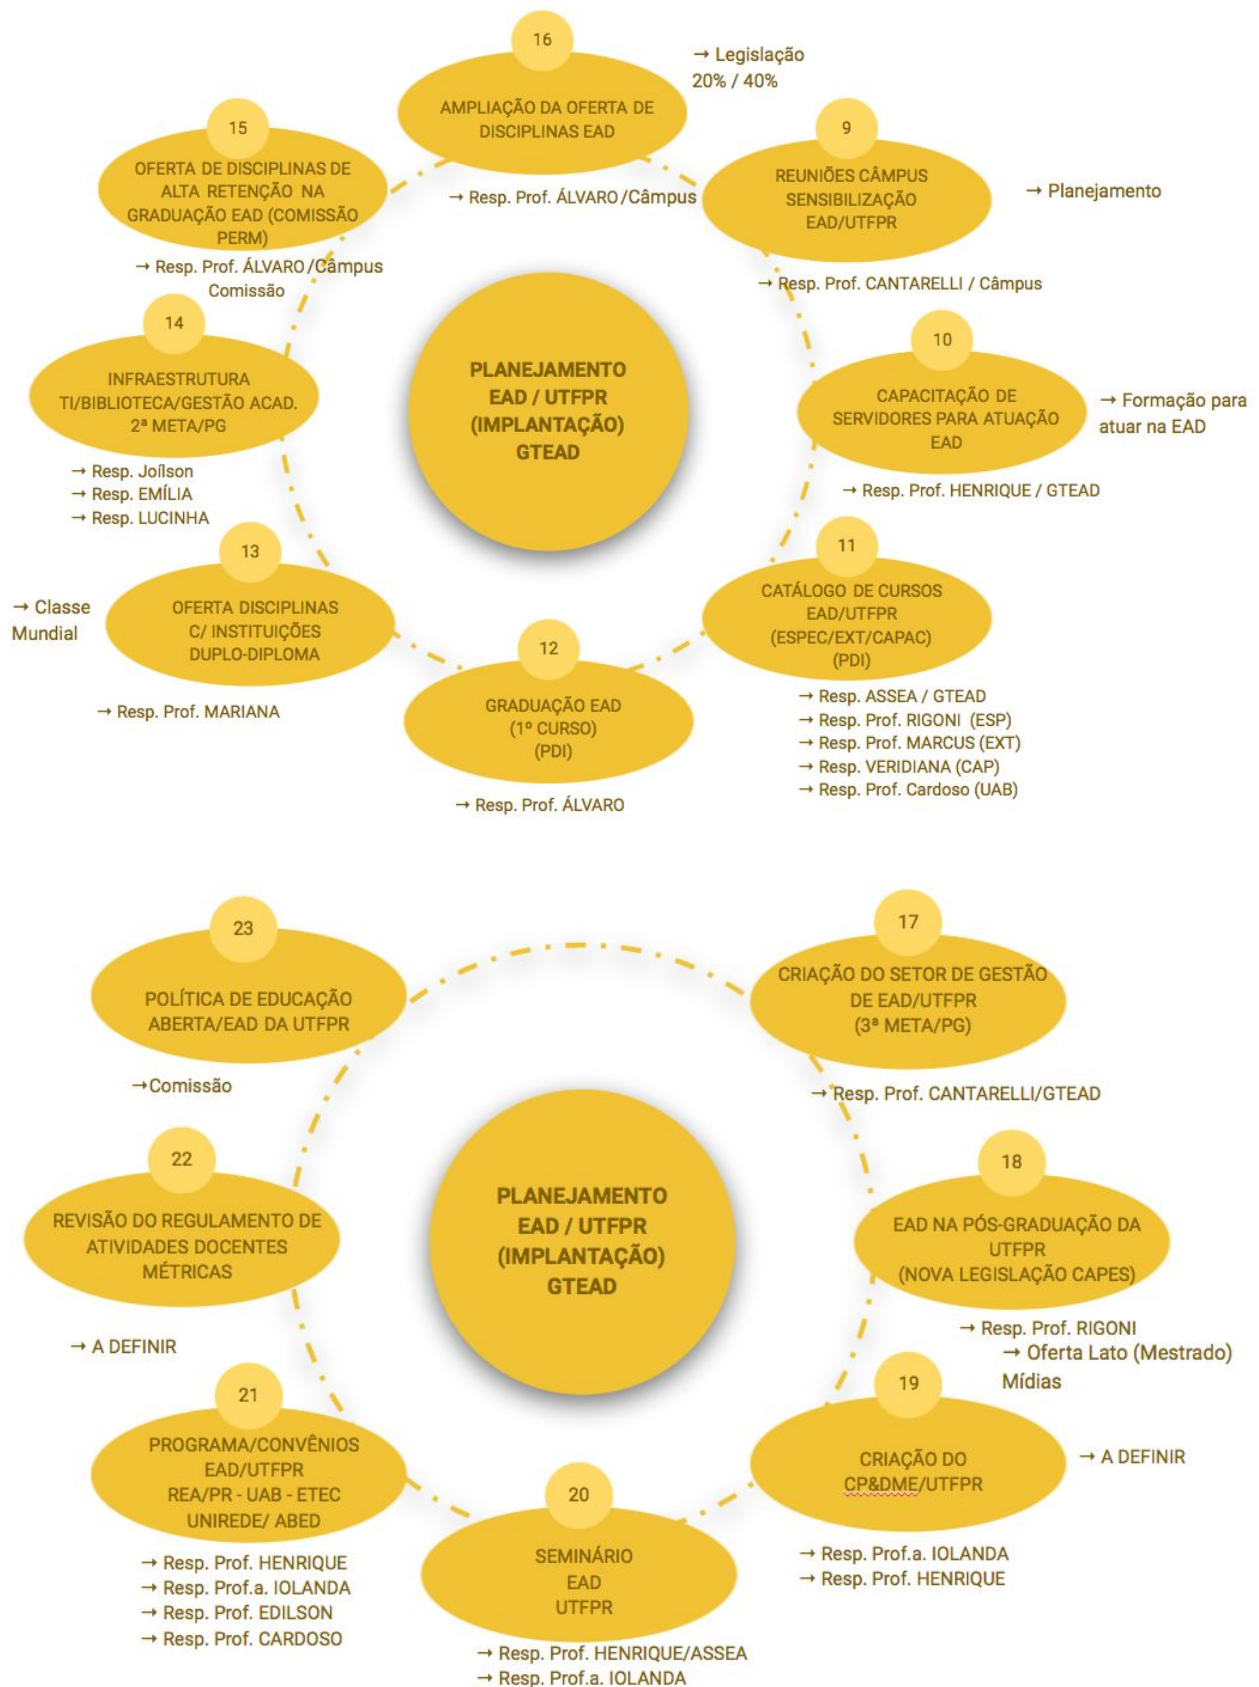 16
AMPLIAÇÃO DA OFERTA DE
DISCIPLINAS EAD
→ Legislação
20% / 40%
→ Resp. Prof. ÁLVARO/Câmpus
9
REUNIÕES CÂMPUS
SENSIBILIZAÇÃO
EAD/UTFPR
→ Planejamento
→ Resp. Prof. CANTARELLI / Câmpus
10
CAPACITAÇÃO DE
SERVIDORES PARA ATUAÇÃO
EAD
→ Formação para
atuar na EAD
→ Resp. Prof. HENRIQUE / GTEAD
11
CATÁLOGO DE CURSOS
EAD/UTFPR
(ESPEC/EXT/CAPAC)
(PDI)
→ Resp. ASSEA / GTEAD
→ Resp. Prof. RIGONI (ESP)
→ Resp. Prof. MARCUS (EXT)
→ Resp. VERIDIANA (CAP)
→ Resp. Prof. Cardoso (UAB)
12
GRADUAÇÃO EAD
(1º CURSO)
(PDI)
→ Resp. Prof. ÁLVARO
13
OFERTA DISCIPLINAS
C/ INSTITUIÇÕES
DUPLO-DIPLOMA
→ Classe
Mundial
→ Resp. Prof. MARIANA
14
INFRAESTRUTURA
TI/BIBLIOTECA/GESTÃO ACAD.
2ª META/PG
→ Resp. Joílson
→ Resp. EMÍLIA
→ Resp. LUCINHA
15
OFERTA DE DISCIPLINAS DE
ALTA RETENÇÃO NA
GRADUAÇÃO EAD (COMISSÃO
PERM)
→ Resp. Prof. ÁLVARO/Câmpus
Comissão
PLANEJAMENTO
EAD / UTFPR
(IMPLANTAÇÃO)
GTEAD
17
CRIAÇÃO DO SETOR DE GESTÃO
DE EAD/UTFPR
(3ª META/PG)
→ Resp. Prof. CANTARELLI/GTEAD
18
EAD NA PÓS-GRADUAÇÃO DA
UTFPR
(NOVA LEGISLAÇÃO CAPES)
→ Resp. Prof. RIGONI
→ Oferta Lato (Mestrado)
Mídias
19
CRIAÇÃO DO
CP&DME/UTFPR
→ A DEFINIR
→ Resp. Prof.a. IOLANDA
→ Resp. Prof. HENRIQUE
20
SEMINÁRIO
EAD
UTFPR
→ Resp. Prof. HENRIQUE/ASSEA
→ Resp. Prof.a. IOLANDA
21
PROGRAMA/CONVÊNIOS
EAD/UTFPR
REA/PR - UAB - ETEC
UNIREDE/ ABED
→ Resp. Prof. HENRIQUE
→ Resp. Prof.a. IOLANDA
→ Resp. Prof. EDILSON
→ Resp. Prof. CARDOSO
22
REVISÃO DO REGULAMENTO DE
ATIVIDADES DOCENTES
MÉTRICAS
→ A DEFINIR
23
POLÍTICA DE EDUCAÇÃO
ABERTA/EAD DA UTFPR
→Comissão
PLANEJAMENTO
EAD / UTFPR
(IMPLANTAÇÃO)
GTEAD